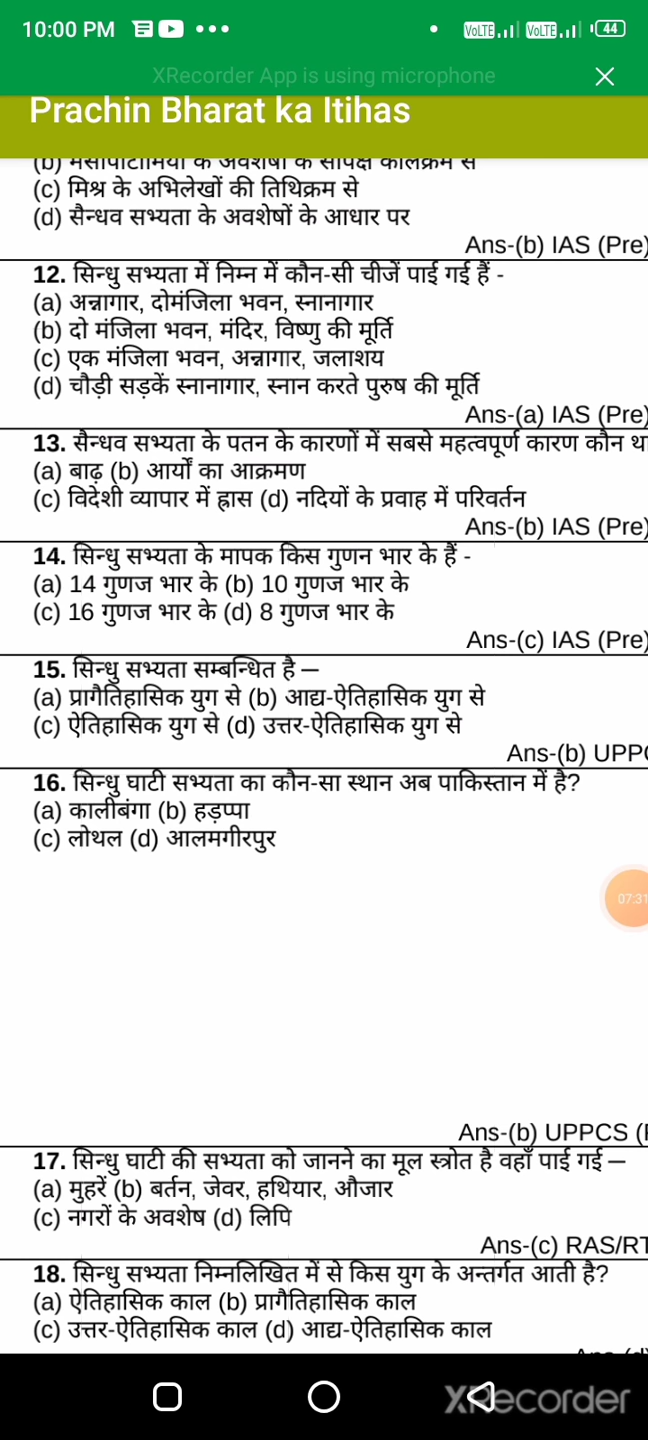 10:00 PM
VoLTE VoLTE 44
XRecorder App is using microphone
Prachin Bharat ka Itihas
(b) मेसोपोटामिया के अवशेषों के सापेक्ष कालक्रम से
(c) मिश्र के अभिलेखों की तिथिक्रम से
(d) सैन्धव सभ्यता के अवशेषों के आधार पर
Ans-(b) IAS (Pre)
12. सिन्धु सभ्यता में निम्न में कौन-सी चीजें पाई गई हैं -
(a) अन्नागार, दोमंजिला भवन, स्नानागार
(b) दो मंजिला भवन, मंदिर, विष्णु की मूर्ति
(c) एक मंजिला भवन, अन्नागार, जलाशय
(d) चौड़ी सड़कें स्नानागार, स्नान करते पुरुष की मूर्ति
Ans-(a) IAS (Pre)
13. सैन्धव सभ्यता के पतन के कारणों में सबसे महत्वपूर्ण कारण कौन था
(a) बाढ़ (b) आर्यों का आक्रमण
(c) विदेशी व्यापार में ह्रास (d) नदियों के प्रवाह में परिवर्तन
Ans-(b) IAS (Pre)
14. सिन्धु सभ्यता के मापक किस गुणन भार के हैं -
(a) 14 गुणज भार के (b) 10 गुणज भार के
(c) 16 गुणज भार के (d) 8 गुणज भार के
Ans-(c) IAS (Pre)
15. सिन्धु सभ्यता सम्बन्धित है —
(a) प्रागैतिहासिक युग से (b) आद्य-ऐतिहासिक युग से
(c) ऐतिहासिक युग से (d) उत्तर-ऐतिहासिक युग से
Ans-(b) UPPC
16. सिन्धु घाटी सभ्यता का कौन-सा स्थान अब पाकिस्तान में है?
(a) कालीबंगा (b) हड़प्पा
(c) लोथल (d) आलमगीरपुर
07:31
Ans-(b) UPPCS (
17. सिन्धु घाटी की सभ्यता को जानने का मूल स्त्रोत है वहाँ पाई गई —
(a) मुहरें (b) बर्तन, जेवर, हथियार, औजार
(c) नगरों के अवशेष (d) लिपि
Ans-(c) RAS/RT
18. सिन्धु सभ्यता निम्नलिखित में से किस युग के अन्तर्गत आती है?
(a) ऐतिहासिक काल (b) प्रागैतिहासिक काल
(c) उत्तर-ऐतिहासिक काल (d) आद्य-ऐतिहासिक काल
XRecorder